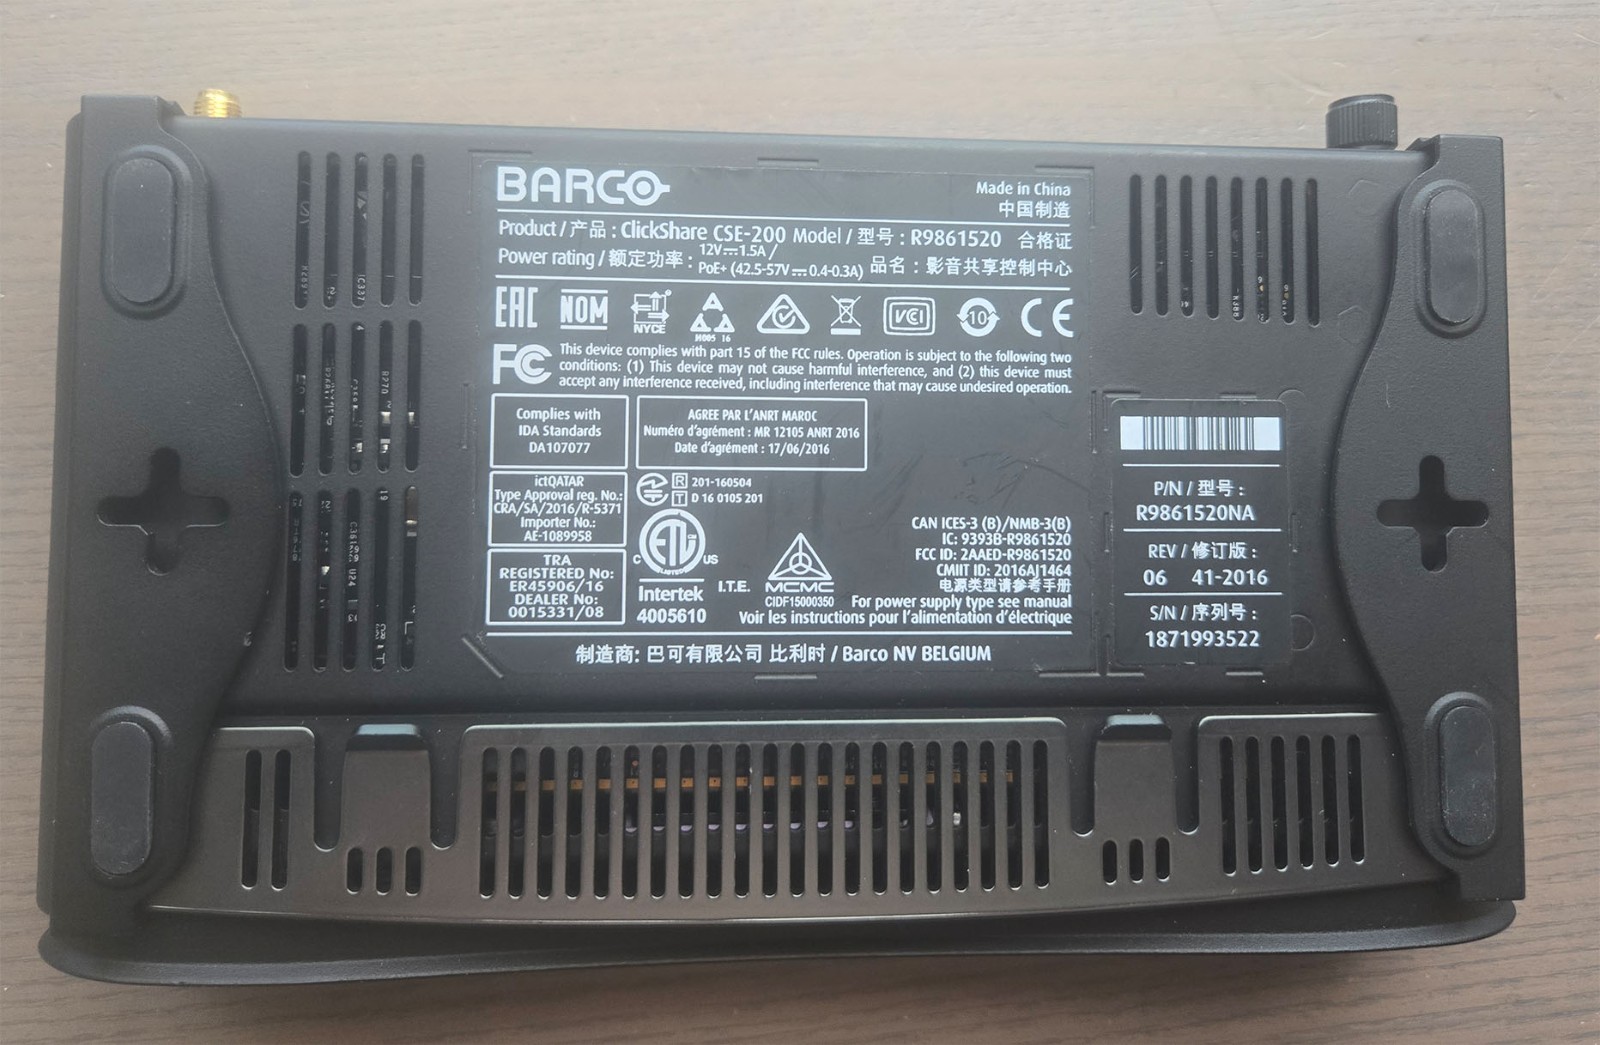 BARCO
Made in China
中国制造
Product / 产品 : ClickShare CSE-200 Model / 型号 : R9861520 合格证
Power rating / 额定功率 : 12V⎓1.5A /
PoE+ (42.5-57V⎓0.4-0.3A) 品名 : 影音共享控制中心
EAC NOM NYCE N005 16 VCCI 10 CE
FC This device complies with part 15 of the FCC rules. Operation is subject to the following two
conditions: (1) This device may not cause harmful interference, and (2) this device must
accept any interference received, including interference that may cause undesired operation.
Complies with
IDA Standards
DA107077
AGREE PAR L'ANRT MAROC
Numéro d'agrément : MR 12105 ANRT 2016
Date d'agrément : 17/06/2016
ictQATAR
Type Approval reg. No.:
CRA/SA/2016/R-5371
Importer No.:
AE-1089958
R 201-160504
T D 16 0105 201
TRA
REGISTERED No:
ER45906/16
DEALER No:
0015331/08
C ETL US
LISTED
Intertek
4005610
I.T.E.
MCMC
CIDF15000350
CAN ICES-3 (B)/NMB-3(B)
IC: 9393B-R9861520
FCC ID: 2AAED-R9861520
CMIIT ID: 2016AJ1464
电源类型请参考手册
For power supply type see manual
Voir les instructions pour l'alimentation d'électrique
制造商: 巴可有限公司 比利时 / Barco NV BELGIUM
P/N / 型号 :
R9861520NA
REV / 修订版 :
06 41-2016
S/N / 序列号 :
1871993522